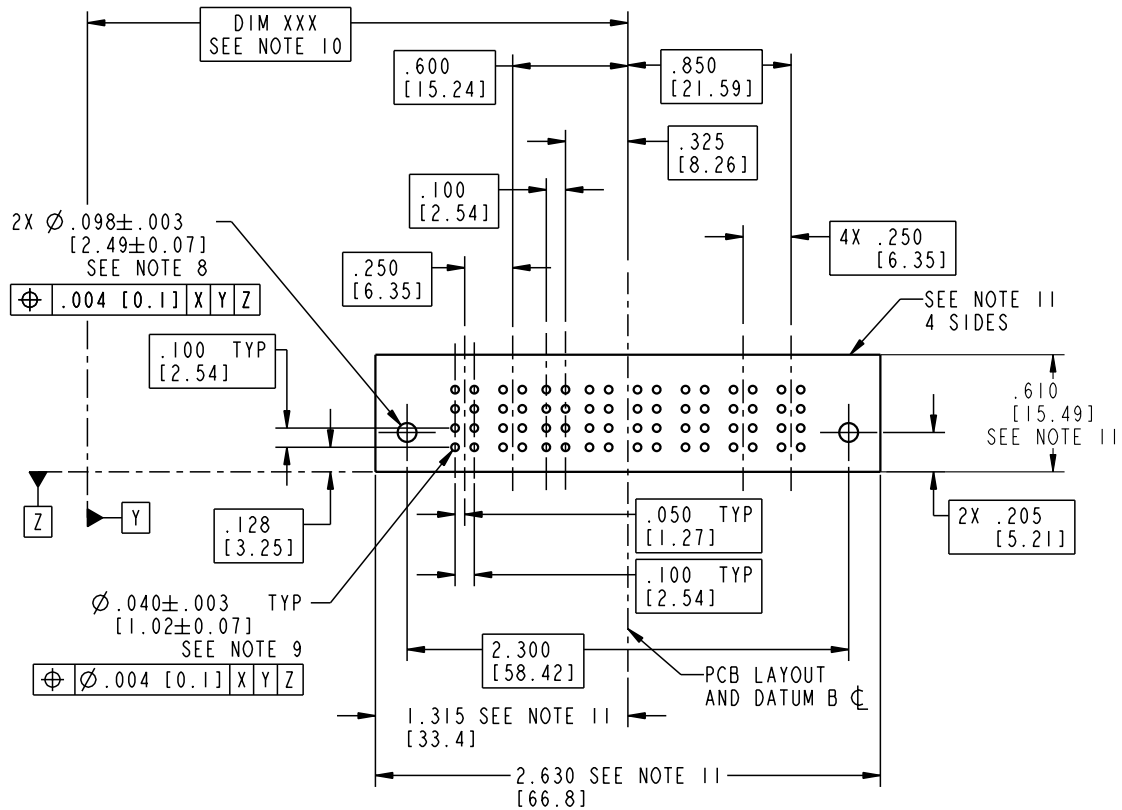 DIM XXX
SEE NOTE 10
.600
[15.24]
.850
[21.59]
.325
[8.26]
.100
[2.54]
2X Ø.098±.003
[2.49±0.07]
SEE NOTE 8
⌖ .004 [0.1] X Y Z
.250
[6.35]
4X .250
[6.35]
SEE NOTE 11
4 SIDES
.100 TYP
[2.54]
.610
[15.49]
SEE NOTE 11
Z
Y
.128
[3.25]
.050 TYP
[1.27]
2X .205
[5.21]
.100 TYP
[2.54]
Ø.040±.003 TYP
[1.02±0.07]
SEE NOTE 9
⌖ Ø.004 [0.1] X Y Z
2.300
[58.42]
PCB LAYOUT
AND DATUM B ℄
1.315 SEE NOTE 11
[33.4]
2.630 SEE NOTE 11
[66.8]